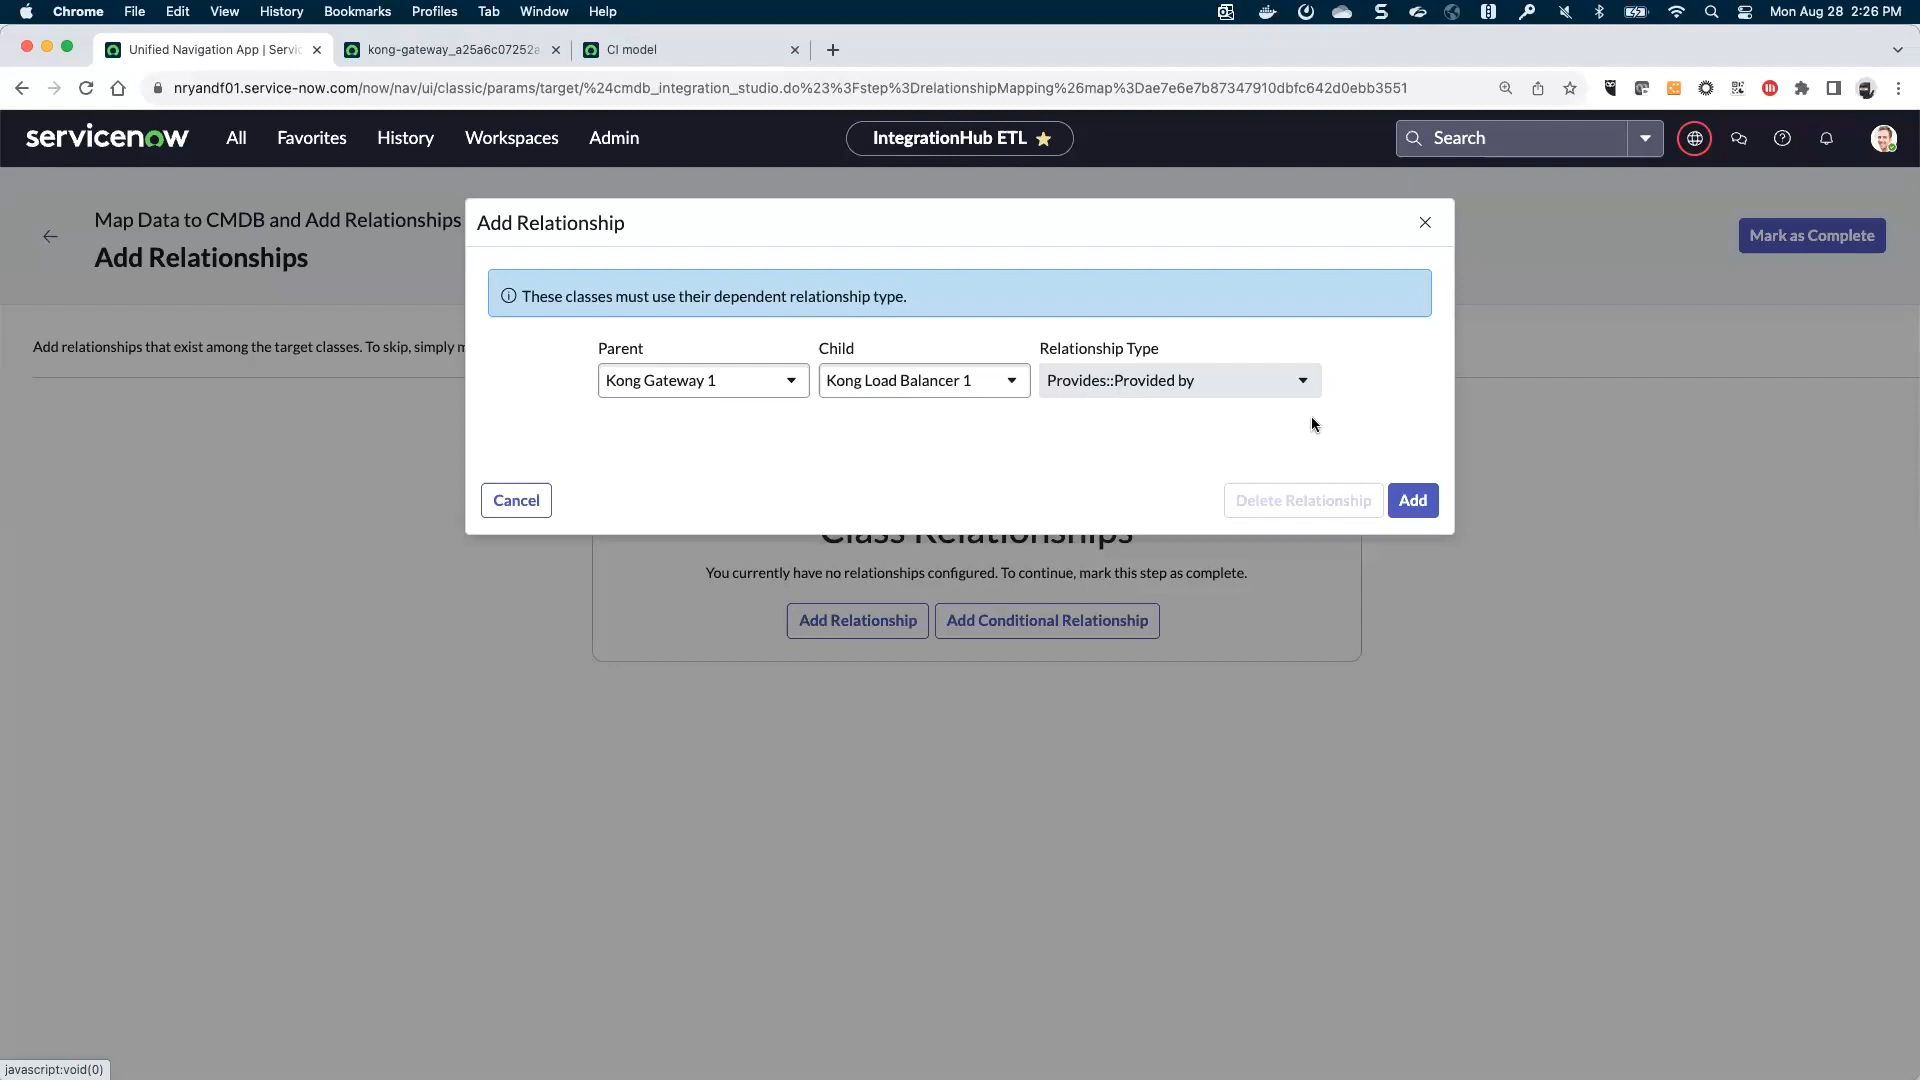 Chrome File Edit View History Bookmarks Profiles Tab Window Help Mon Aug 28 2:26 PM
Unified Navigation App | Servic kong-gateway_a25a6c07252a CI model
nryandf01.service-now.com/now/nav/ui/classic/params/target/%24cmdb_integration_studio.do%23%3Fstep%3DrelationshipMapping%26map%3Dae7e6e7b87347910dbfc642d0ebb3551
servicenow All Favorites History Workspaces Admin IntegrationHub ETL Search
Map Data to CMDB and Add Relationships
Add Relationships
Mark as Complete
Add relationships that exist among the target classes. To skip, simply m
Add Relationship
These classes must use their dependent relationship type.
Parent Child Relationship Type
Kong Gateway 1 Kong Load Balancer 1 Provides::Provided by
Cancel Delete Relationship Add
Class Relationships
You currently have no relationships configured. To continue, mark this step as complete.
Add Relationship Add Conditional Relationship
javascript:void(0)